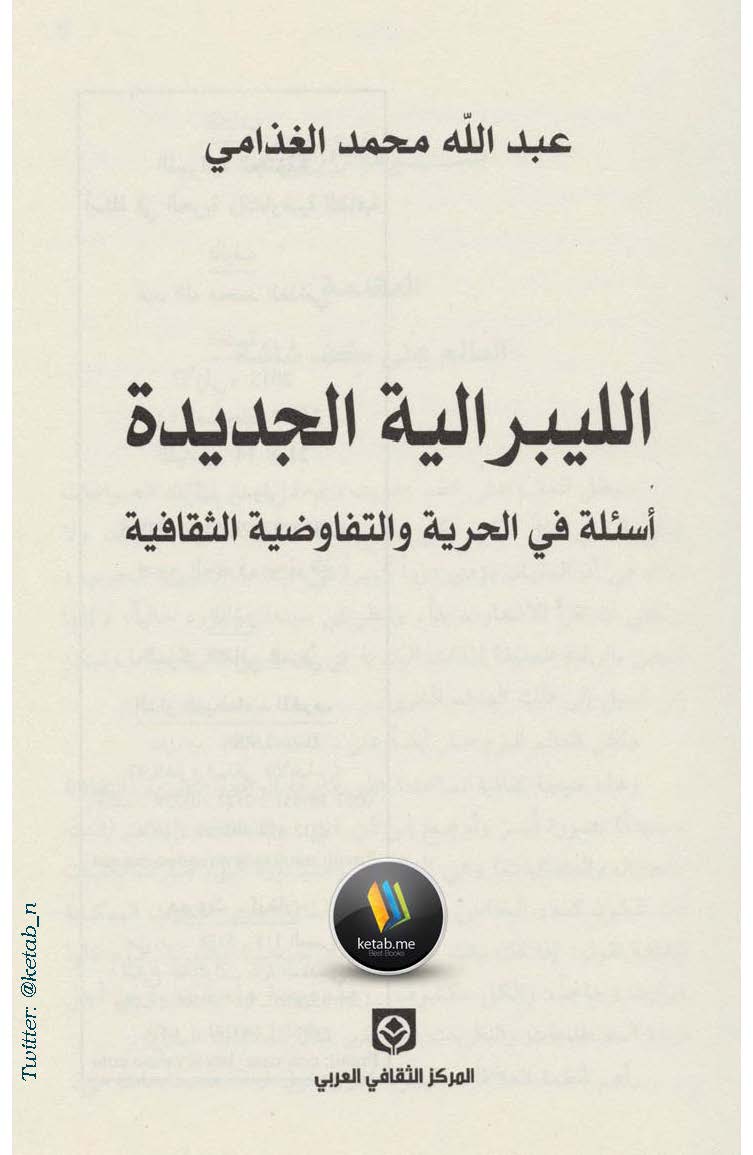 عبد الله محمد الغذامي
الليبرالية الجديدة
أسئلة في الحرية والتفاوضية الثقافية
ketab.me
Best Books
المركز الثقافي العربي
Twitter: @ketab_n